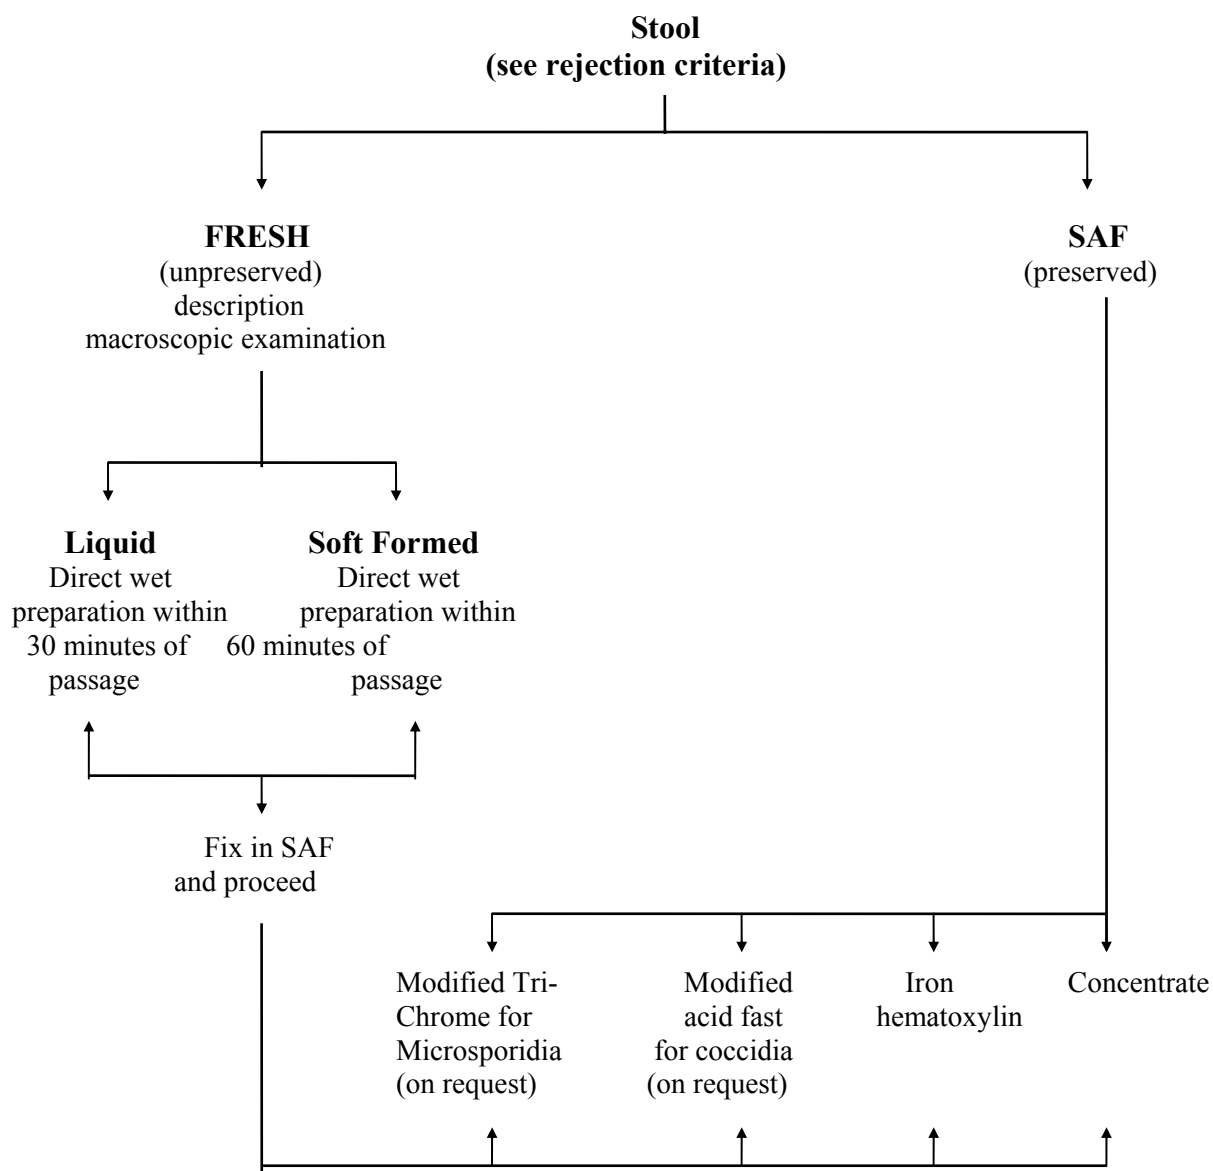 Stool
(see rejection criteria)
FRESH
(unpreserved)
description
macroscopic examination
SAF
(preserved)
Liquid
Direct wet
preparation within
30 minutes of
passage
Soft Formed
Direct wet
preparation within
60 minutes of
passage
Fix in SAF
and proceed
Modified Tri-
Chrome for
Microsporidia
(on request)
Modified
acid fast
for coccidia
(on request)
Iron
hematoxylin
Concentrate